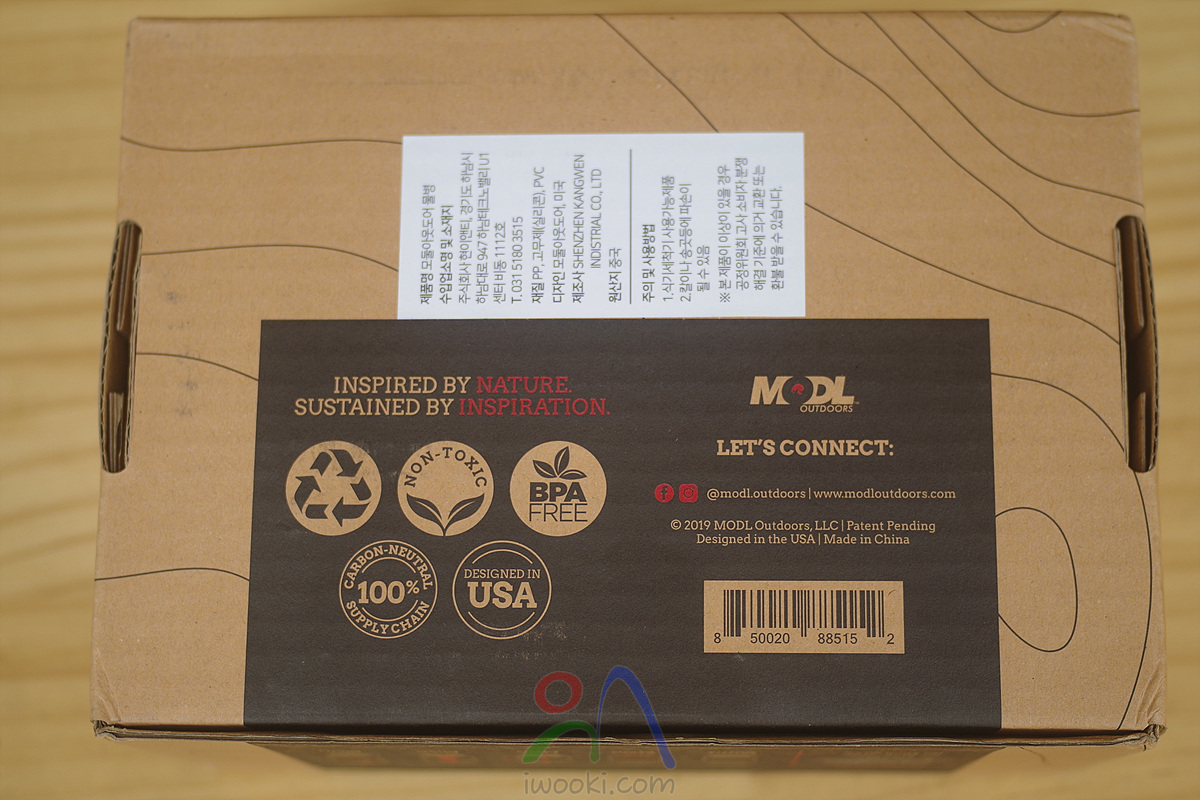 제품명 모돌아웃도어 물병
수입업소명 및 소재지
주식회사 현이앤티, 경기도 하남시
하남대로 947 하남테크노밸리 U1
센터 비동 1112호
T. 031 5180 3515
재질 PP, 고무제(실리콘), PVC
디자인 모돌아웃도어, 미국
제조사 SHENZHEN KANGWEN
INDISTRIAL CO., LTD
원산지 중국
주의 및 사용방법
1.식기세척기 사용가능제품
2.칼이나 송곳등에 파손이
될 수 있음
※ 본 제품이 이상이 있을 경우
공정위원회 고시 소비자 분쟁
해결 기준에 의거 교환 또는
환불 받을 수 있습니다.
INSPIRED BY NATURE.
SUSTAINED BY INSPIRATION.
NON-TOXIC
BPA
FREE
CARBON-NEUTRAL
100%
SUPPLY CHAIN
DESIGNED IN
USA
MODL
OUTDOORS
LET'S CONNECT:
@modl.outdoors | www.modloutdoors.com
© 2019 MODL Outdoors, LLC | Patent Pending
Designed in the USA | Made in China
8 50020 88515 2
iwooki.com